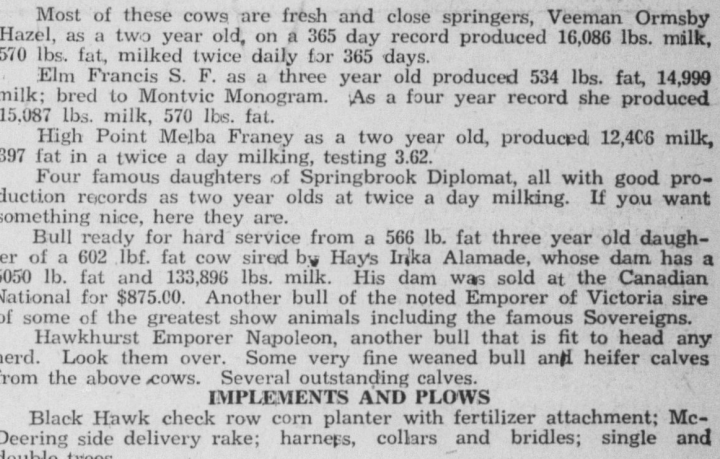 Most of these cows are fresh and close springers, Veeman Ormsby
Hazel, as a two year old, on a 365 day record produced 16,086 lbs. milk,
570 lbs. fat, milked twice daily for 365 days.
Elm Francis S. F. as a three year old produced 534 lbs. fat, 14,999
milk; bred to Montvic Monogram. As a four year record she produced
15,087 lbs. milk, 570 lbs. fat.
High Point Melba Franey as a two year old, produced 12,406 milk,
397 fat in a twice a day milking, testing 3.62.
Four famous daughters of Springbrook Diplomat, all with good pro-
duction records as two year olds at twice a day milking. If you want
something nice, here they are.
Bull ready for hard service from a 566 lb. fat three year old daugh-
er of a 602 lbf. fat cow sired by Hay's Inka Alamade, whose dam has a
5050 lb. fat and 133,896 lbs. milk. His dam was sold at the Canadian
National for $875.00. Another bull of the noted Emporer of Victoria sire
of some of the greatest show animals including the famous Sovereigns.
Hawkhurst Emporer Napoleon, another bull that is fit to head any
herd. Look them over. Some very fine weaned bull and heifer calves
from the above cows. Several outstanding calves.
IMPLEMENTS AND PLOWS
Black Hawk check row corn planter with fertilizer attachment; Mc-
Deering side delivery rake; harness, collars and bridles; single and
double trees